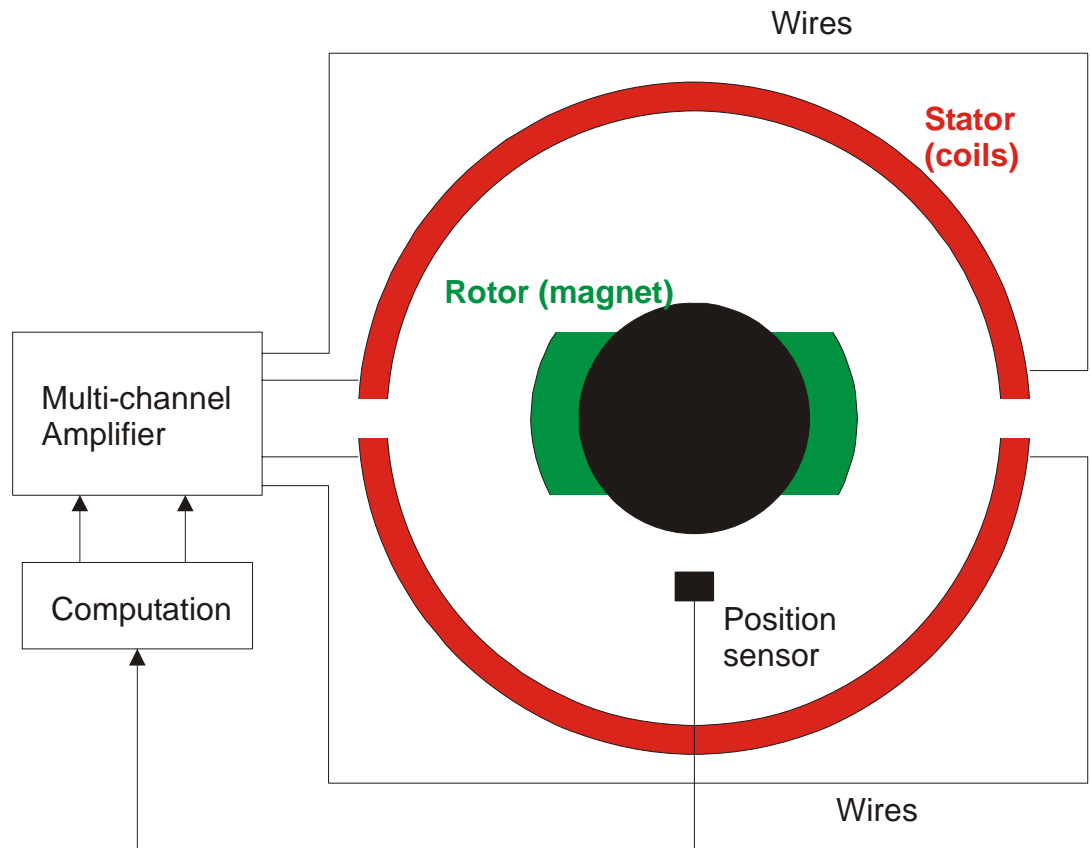 Wires
Stator
(coils)
Rotor (magnet)
Multi-channel
Amplifier
Computation
Position
sensor
Wires